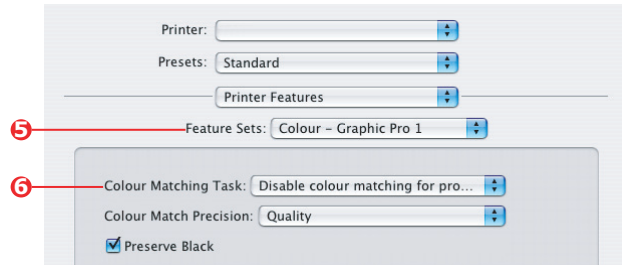 Printer:
Presets: Standard
Printer Features
5 Feature Sets: Colour – Graphic Pro 1
6 Colour Matching Task: Disable colour matching for pro...
Colour Match Precision: Quality
Preserve Black